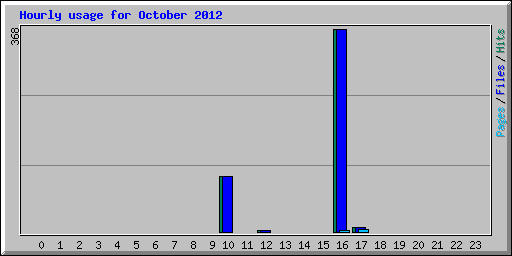 Hourly usage for October 2012
368
Pages / Files / Hits
0 1 2 3 4 5 6 7 8 9 10 11 12 13 14 15 16 17 18 19 20 21 22 23